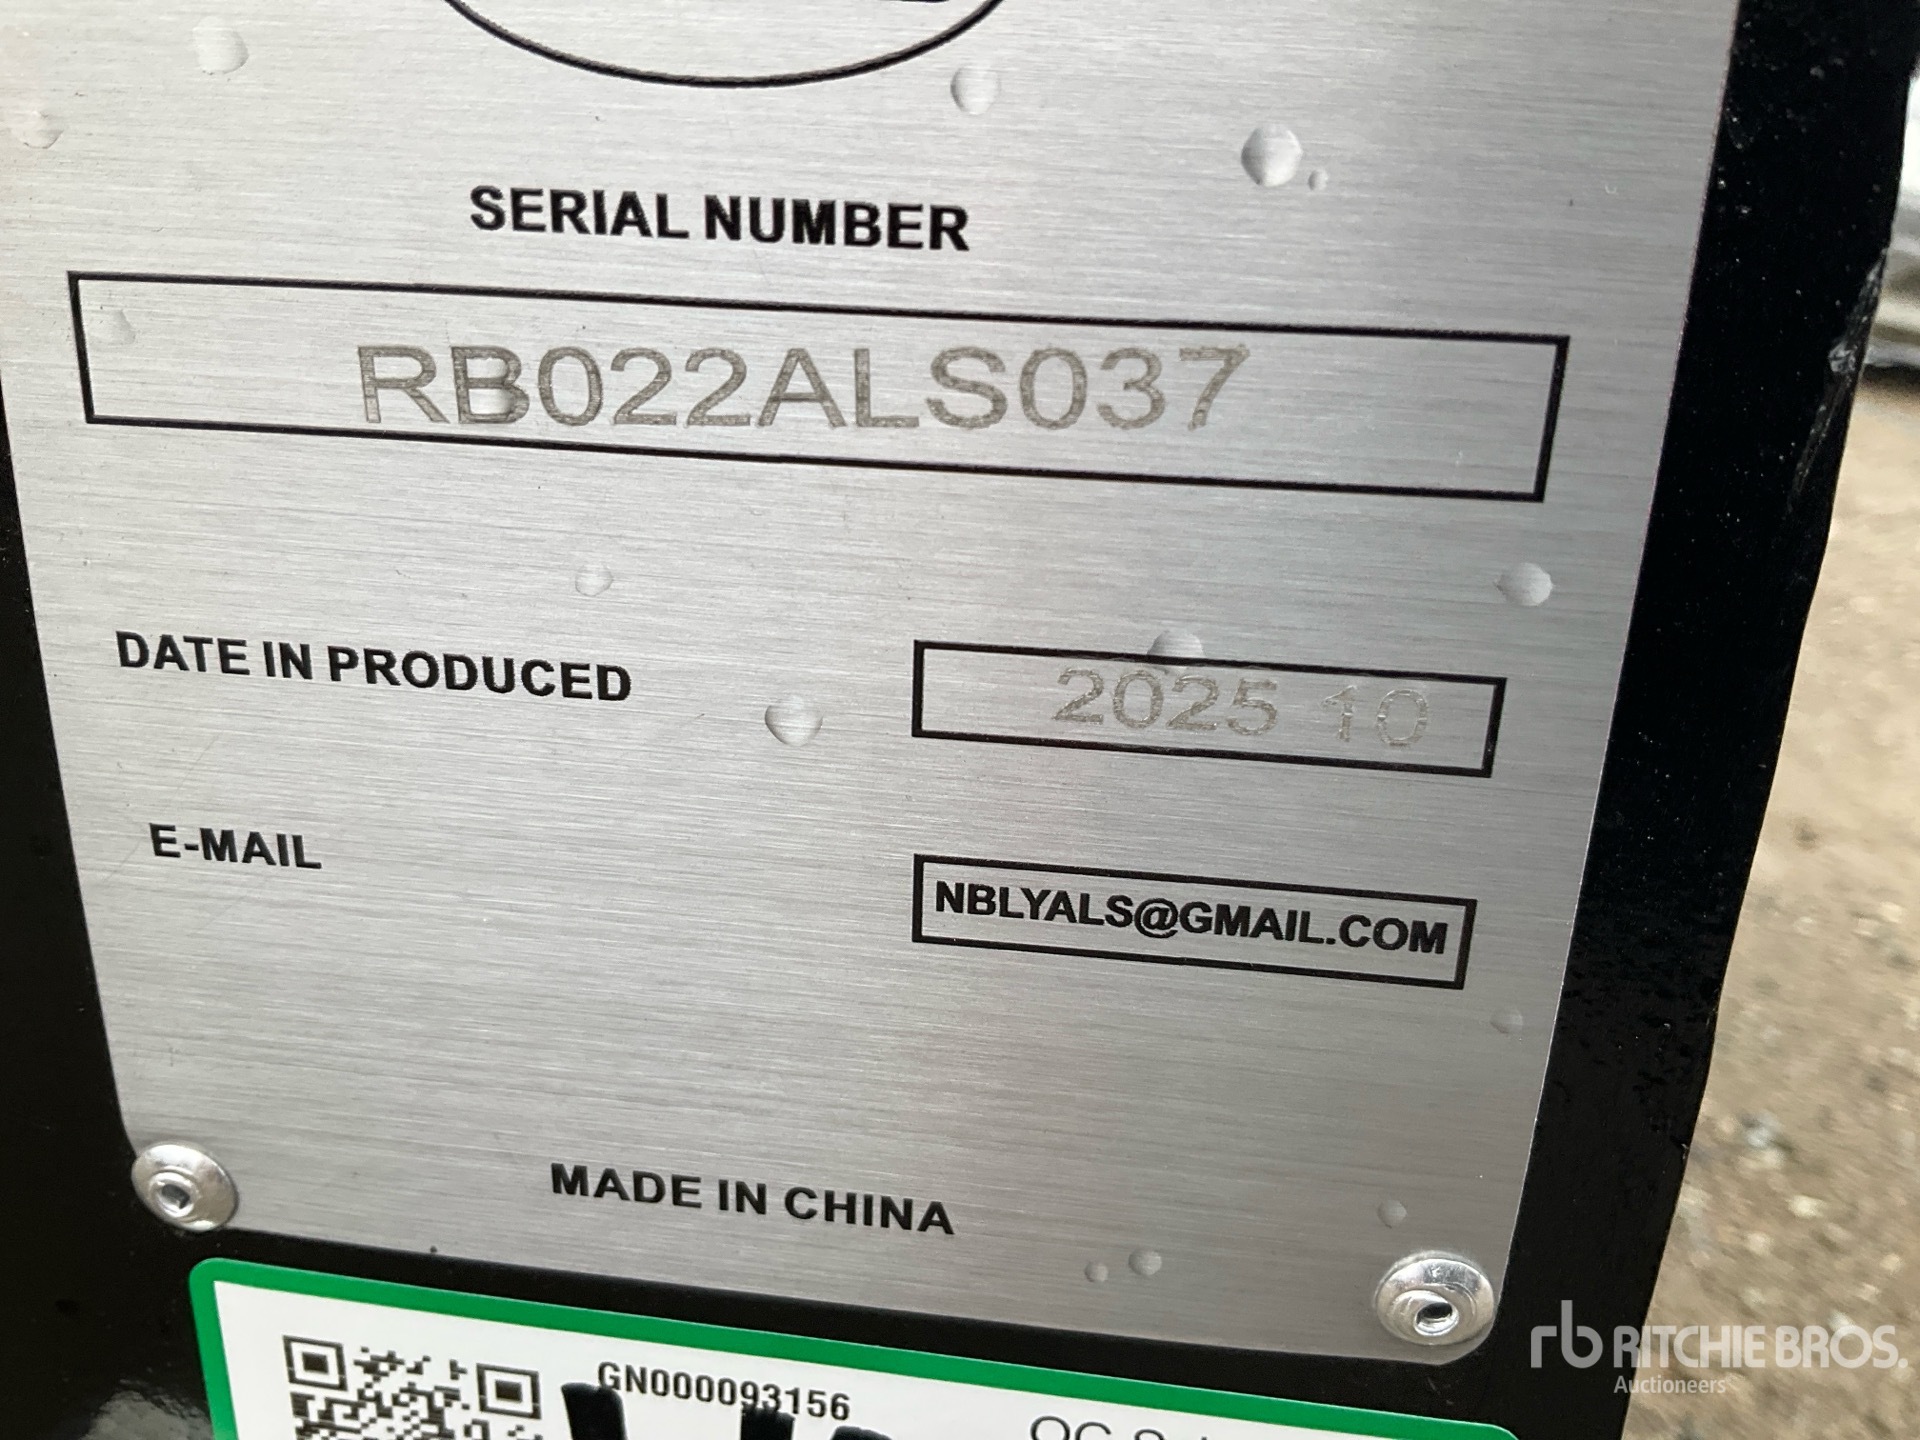 SERIAL NUMBER
RB022ALS037
DATE IN PRODUCED
2025 10
E-MAIL
NBLYALS@GMAIL.COM
MADE IN CHINA
GN000093156
rb RITCHIE BROS.
Auctioneers